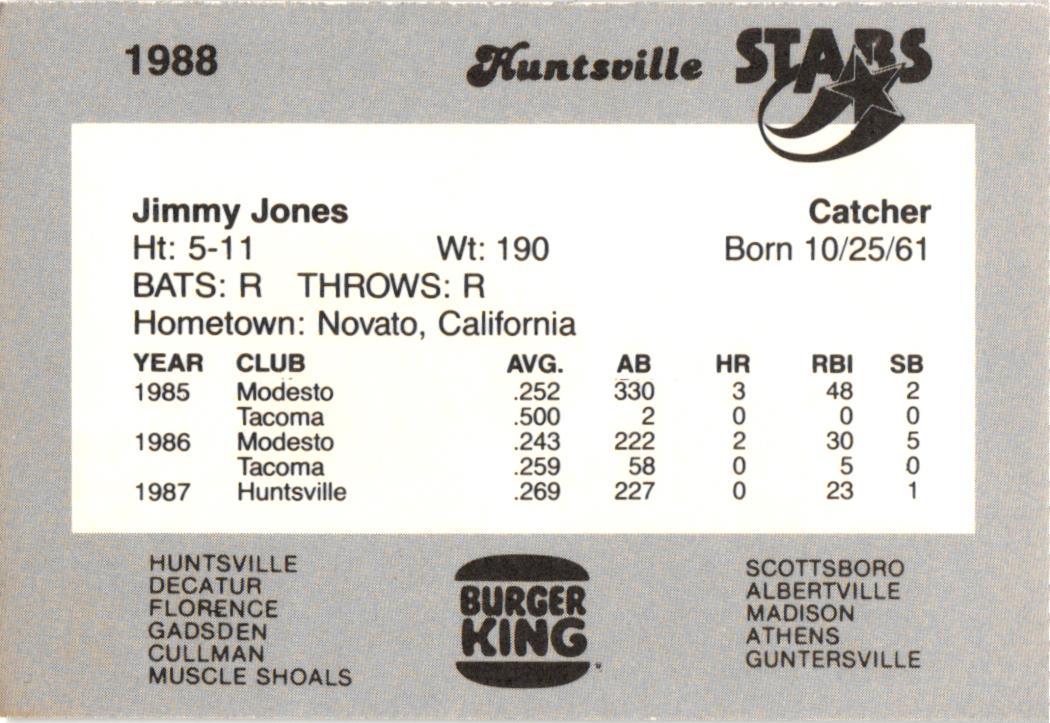 1988 Huntsville STARS
Jimmy Jones Catcher
Ht: 5-11 Wt: 190 Born 10/25/61
BATS: R THROWS: R
Hometown: Novato, California
YEAR CLUB AVG. AB HR RBI SB
1985 Modesto .252 330 3 48 2
Tacoma .500 2 0 0 0
1986 Modesto .243 222 2 30 5
Tacoma .259 58 0 5 0
1987 Huntsville .269 227 0 23 1
HUNTSVILLE
DECATUR
FLORENCE
GADSDEN
CULLMAN
MUSCLE SHOALS
BURGER
KING
SCOTTSBORO
ALBERTVILLE
MADISON
ATHENS
GUNTERSVILLE